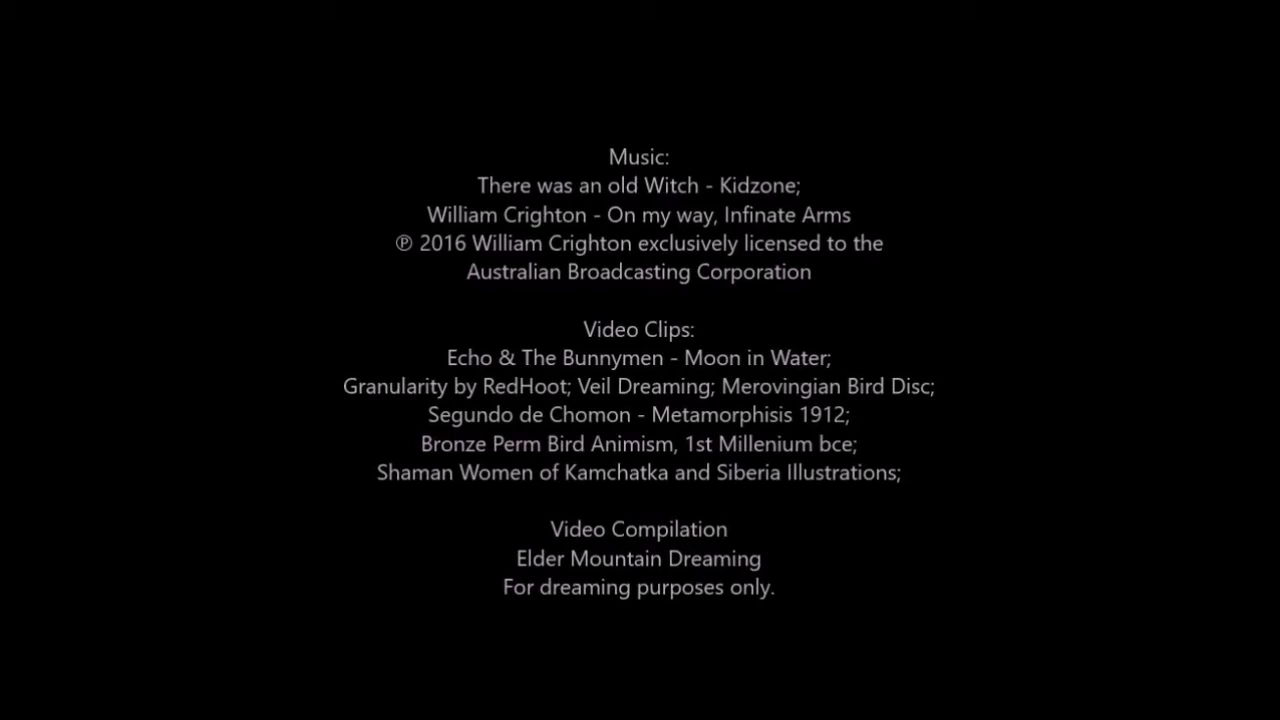 Music:
There was an old Witch - Kidzone;
William Crighton - On my way, Infinate Arms
℗ 2016 William Crighton exclusively licensed to the
Australian Broadcasting Corporation
Video Clips:
Echo & The Bunnymen - Moon in Water;
Granularity by RedHoot; Veil Dreaming; Merovingian Bird Disc;
Segundo de Chomon - Metamorphisis 1912;
Bronze Perm Bird Animism, 1st Millenium bce;
Shaman Women of Kamchatka and Siberia Illustrations;
Video Compilation
Elder Mountain Dreaming
For dreaming purposes only.